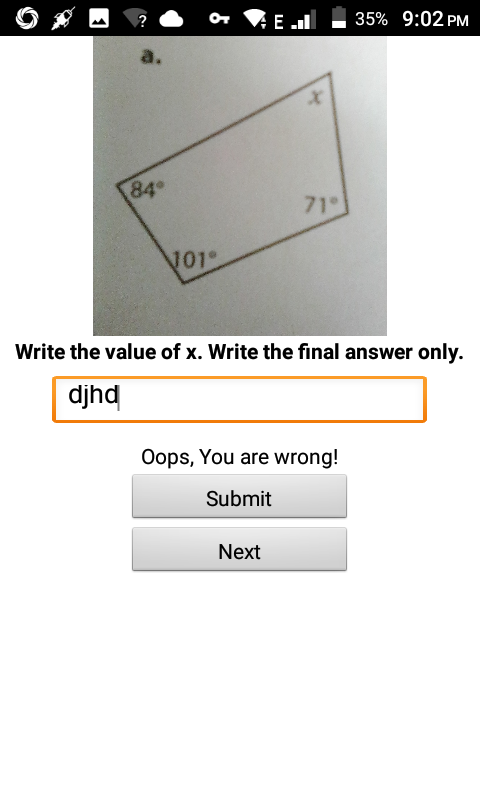 ? E 35% 9:02 PM
a.
x
84°
71°
101°
Write the value of x. Write the final answer only.
djhd
Oops, You are wrong!
Submit
Next